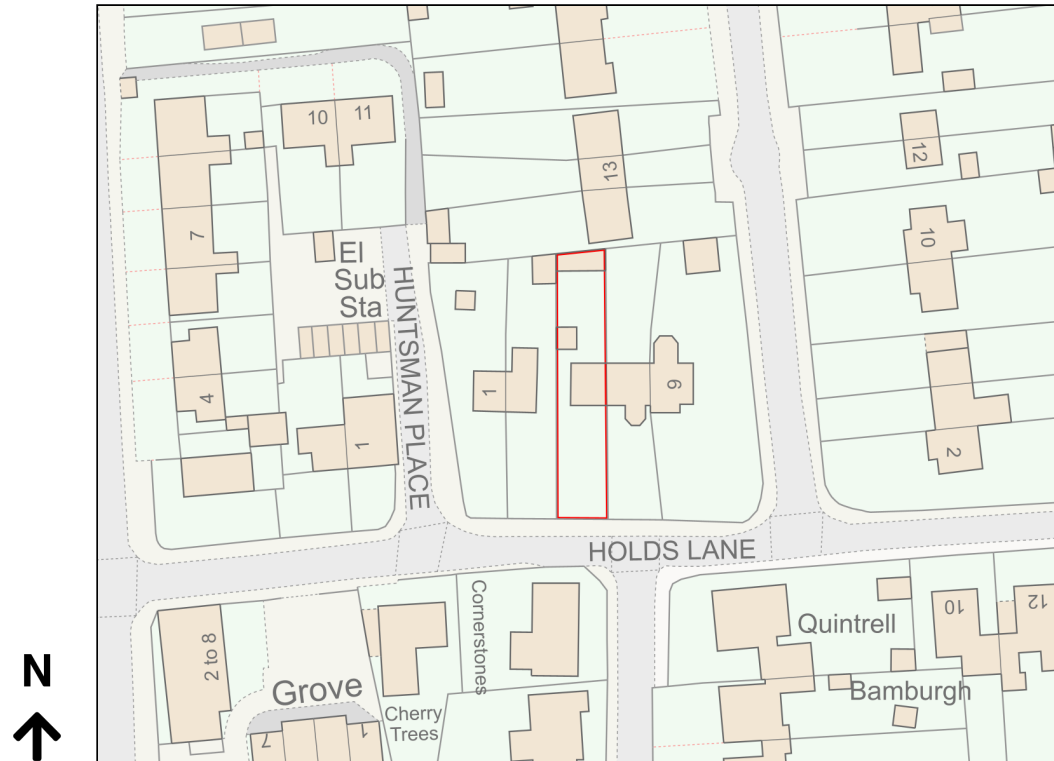 10
11
13
12
7
10
El
Sub
Sta
HUNTSMAN PLACE
4
1
1
9
2
HOLDS LANE
2 to 8
Cornerstones
Quintrell
10
12
N
Grove
Cherry
Trees
Bamburgh
7
1